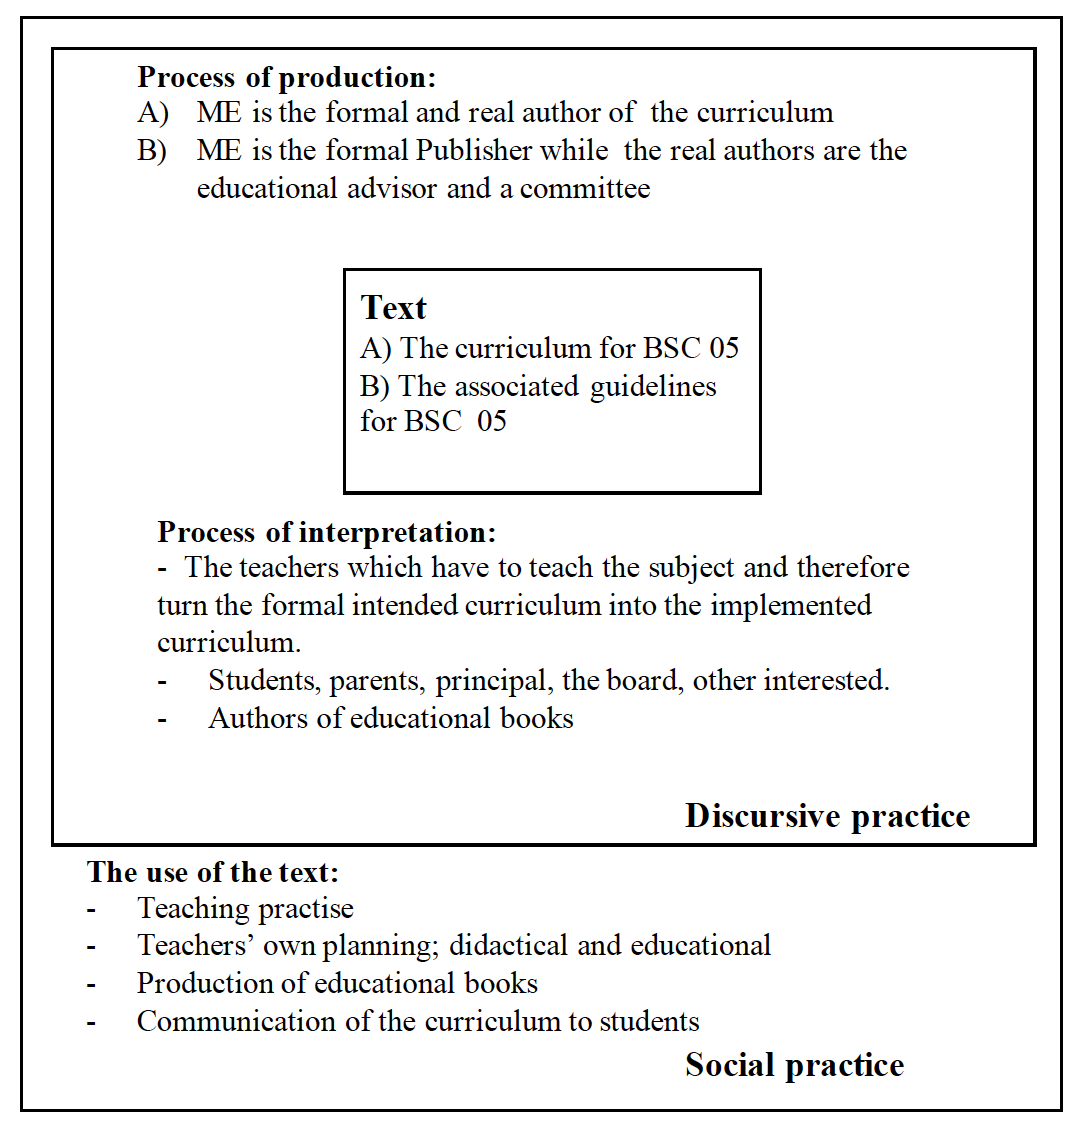 Process of production:
A) ME is the formal and real author of the curriculum
B) ME is the formal Publisher while the real authors are the
educational advisor and a committee
Text
A) The curriculum for BSC 05
B) The associated guidelines
for BSC 05
Process of interpretation:
- The teachers which have to teach the subject and therefore
turn the formal intended curriculum into the implemented
curriculum.
- Students, parents, principal, the board, other interested.
- Authors of educational books
Discursive practice
The use of the text:
- Teaching practise
- Teachers’ own planning; didactical and educational
- Production of educational books
- Communication of the curriculum to students
Social practice